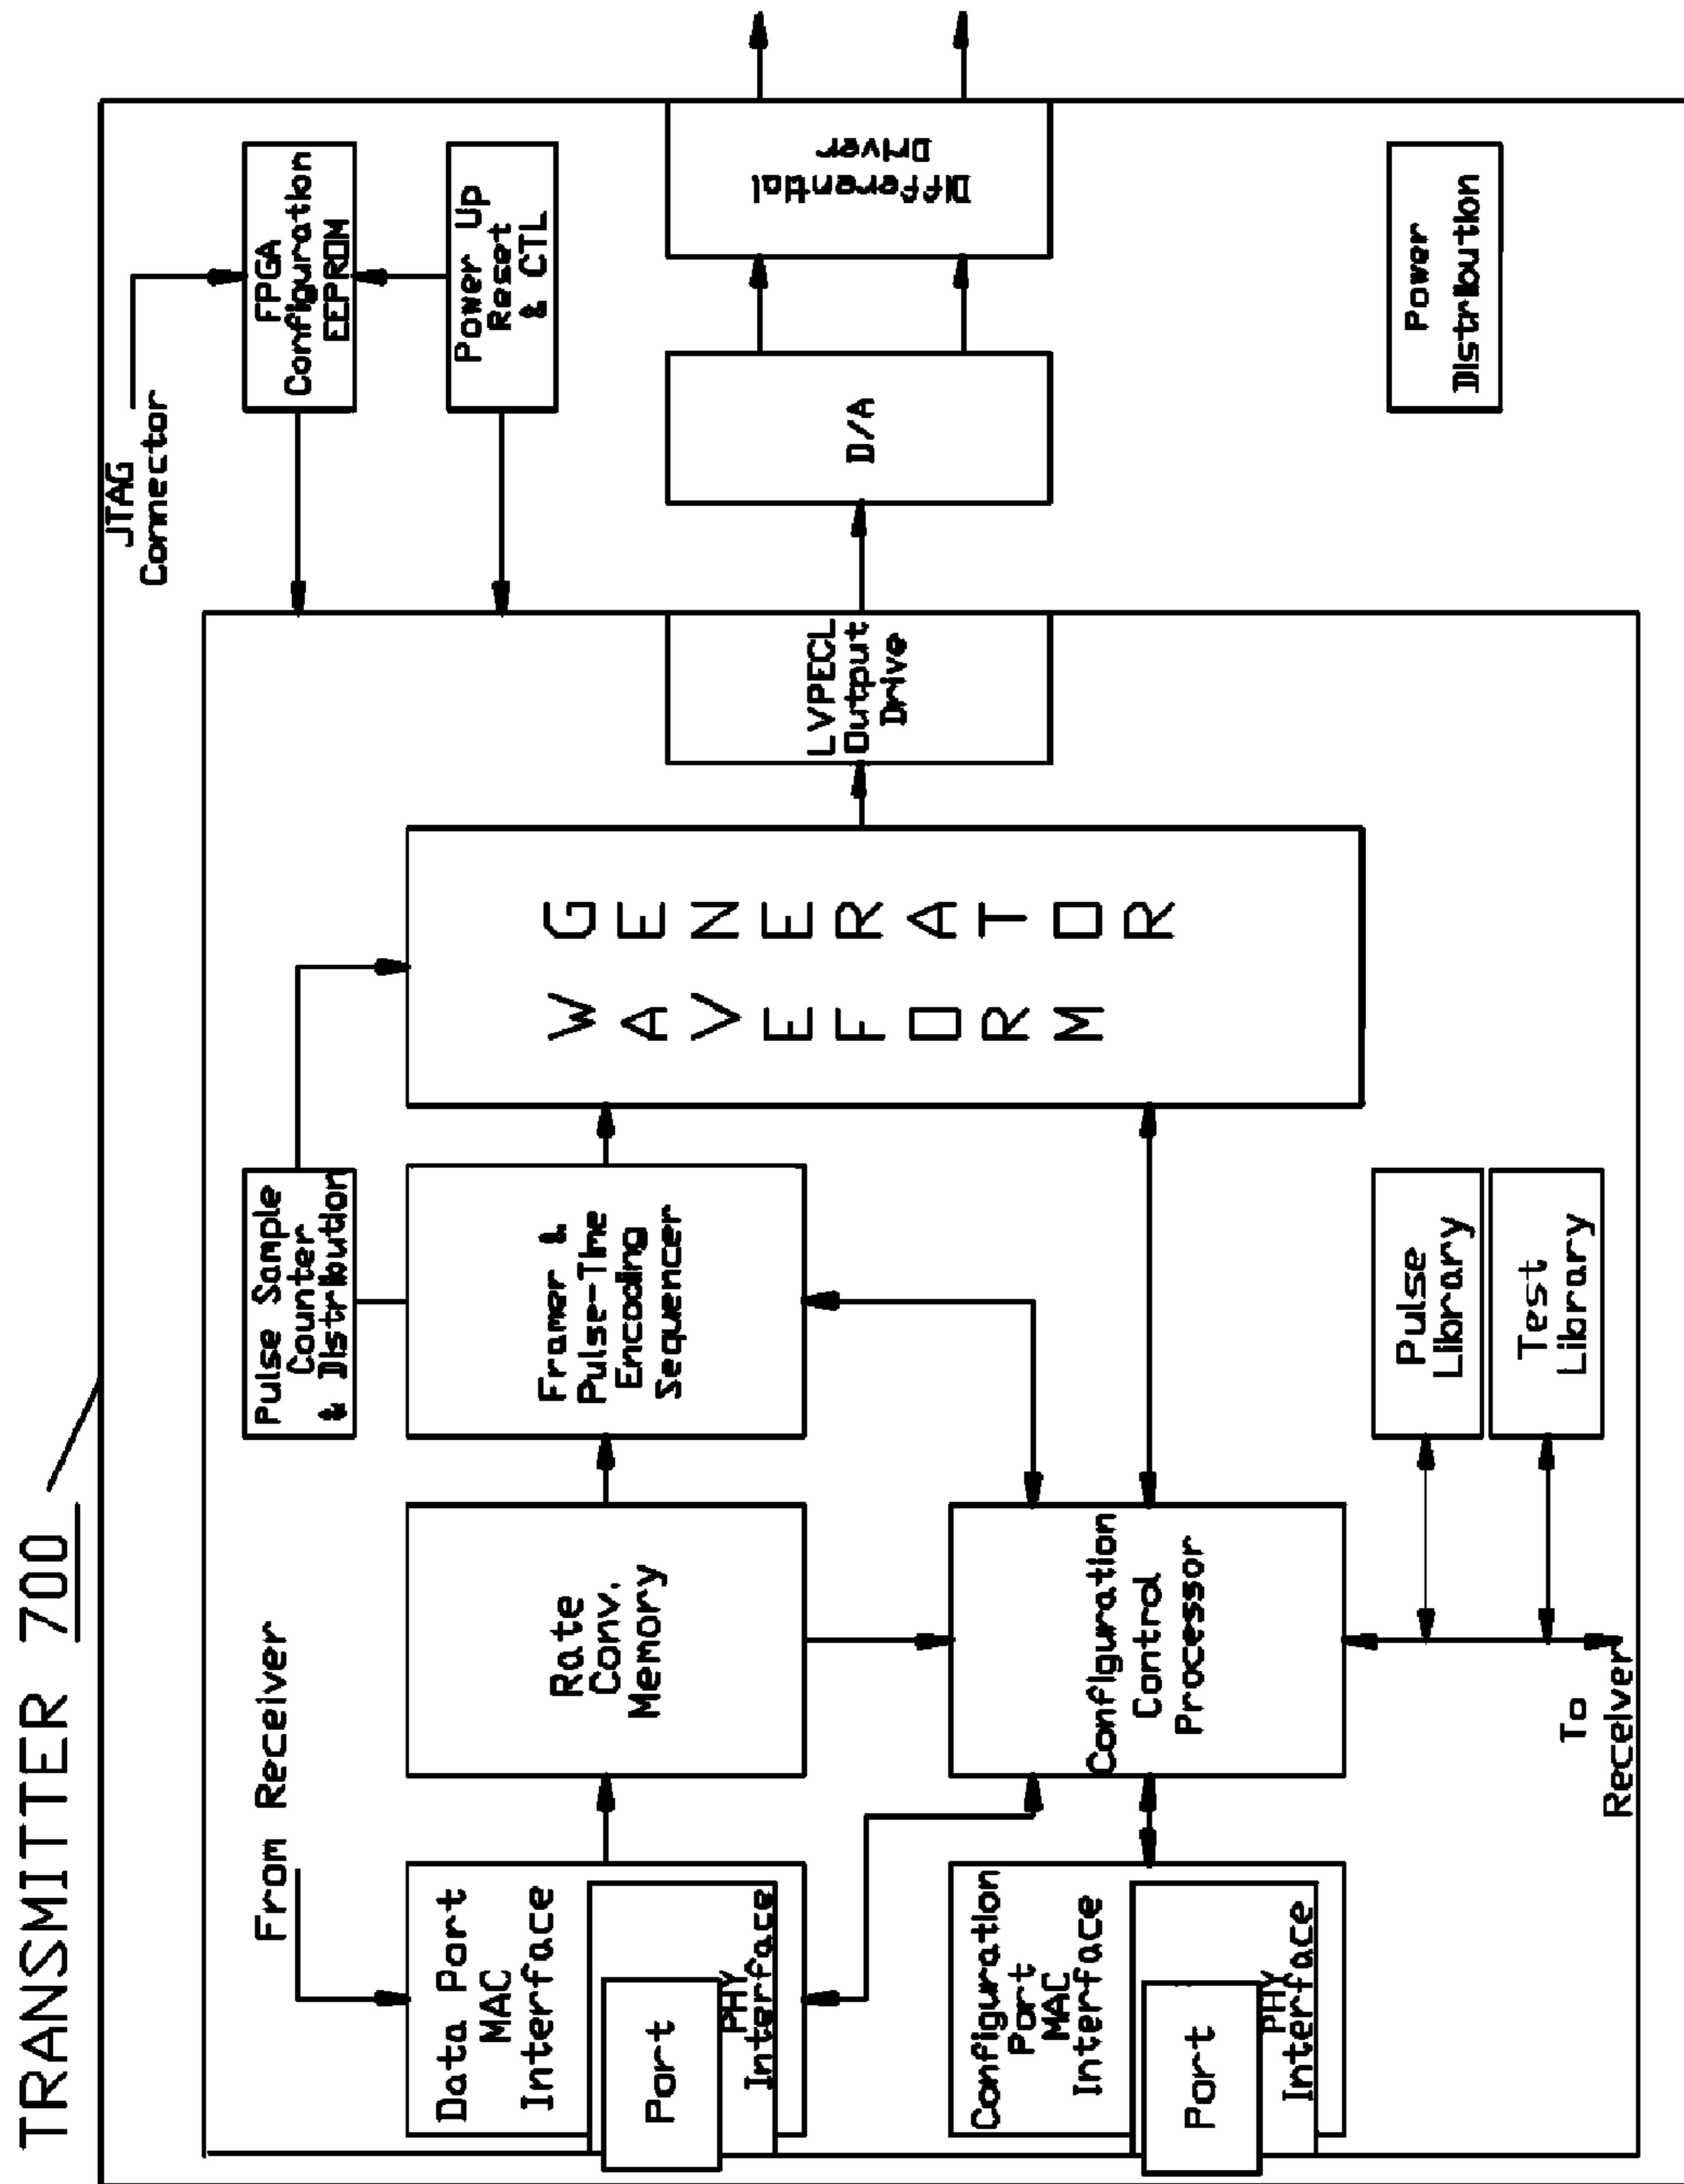 TRANSMITTER 700
From Receiver
JTAG
Connector
Pulse Sample
Counter
& Distribution
FPGA
Configuration
EEPROM
Power Up
Reset
& CTL
Data Port
MAC
Interface
Port
PHY
Interface
Rate
Conv.
Memory
Framer &
Pulse-Time
Encoding
Sequencer
WAVEFORM
GENERATOR
LVPECL
Output
Drive
D/A
Differential
Driver
Configuration
Port
MAC
Interface
Port
PHY
Interface
Configuration
Control
Processor
Pulse
Library
Test
Library
To
Receiver
Power
Distribution